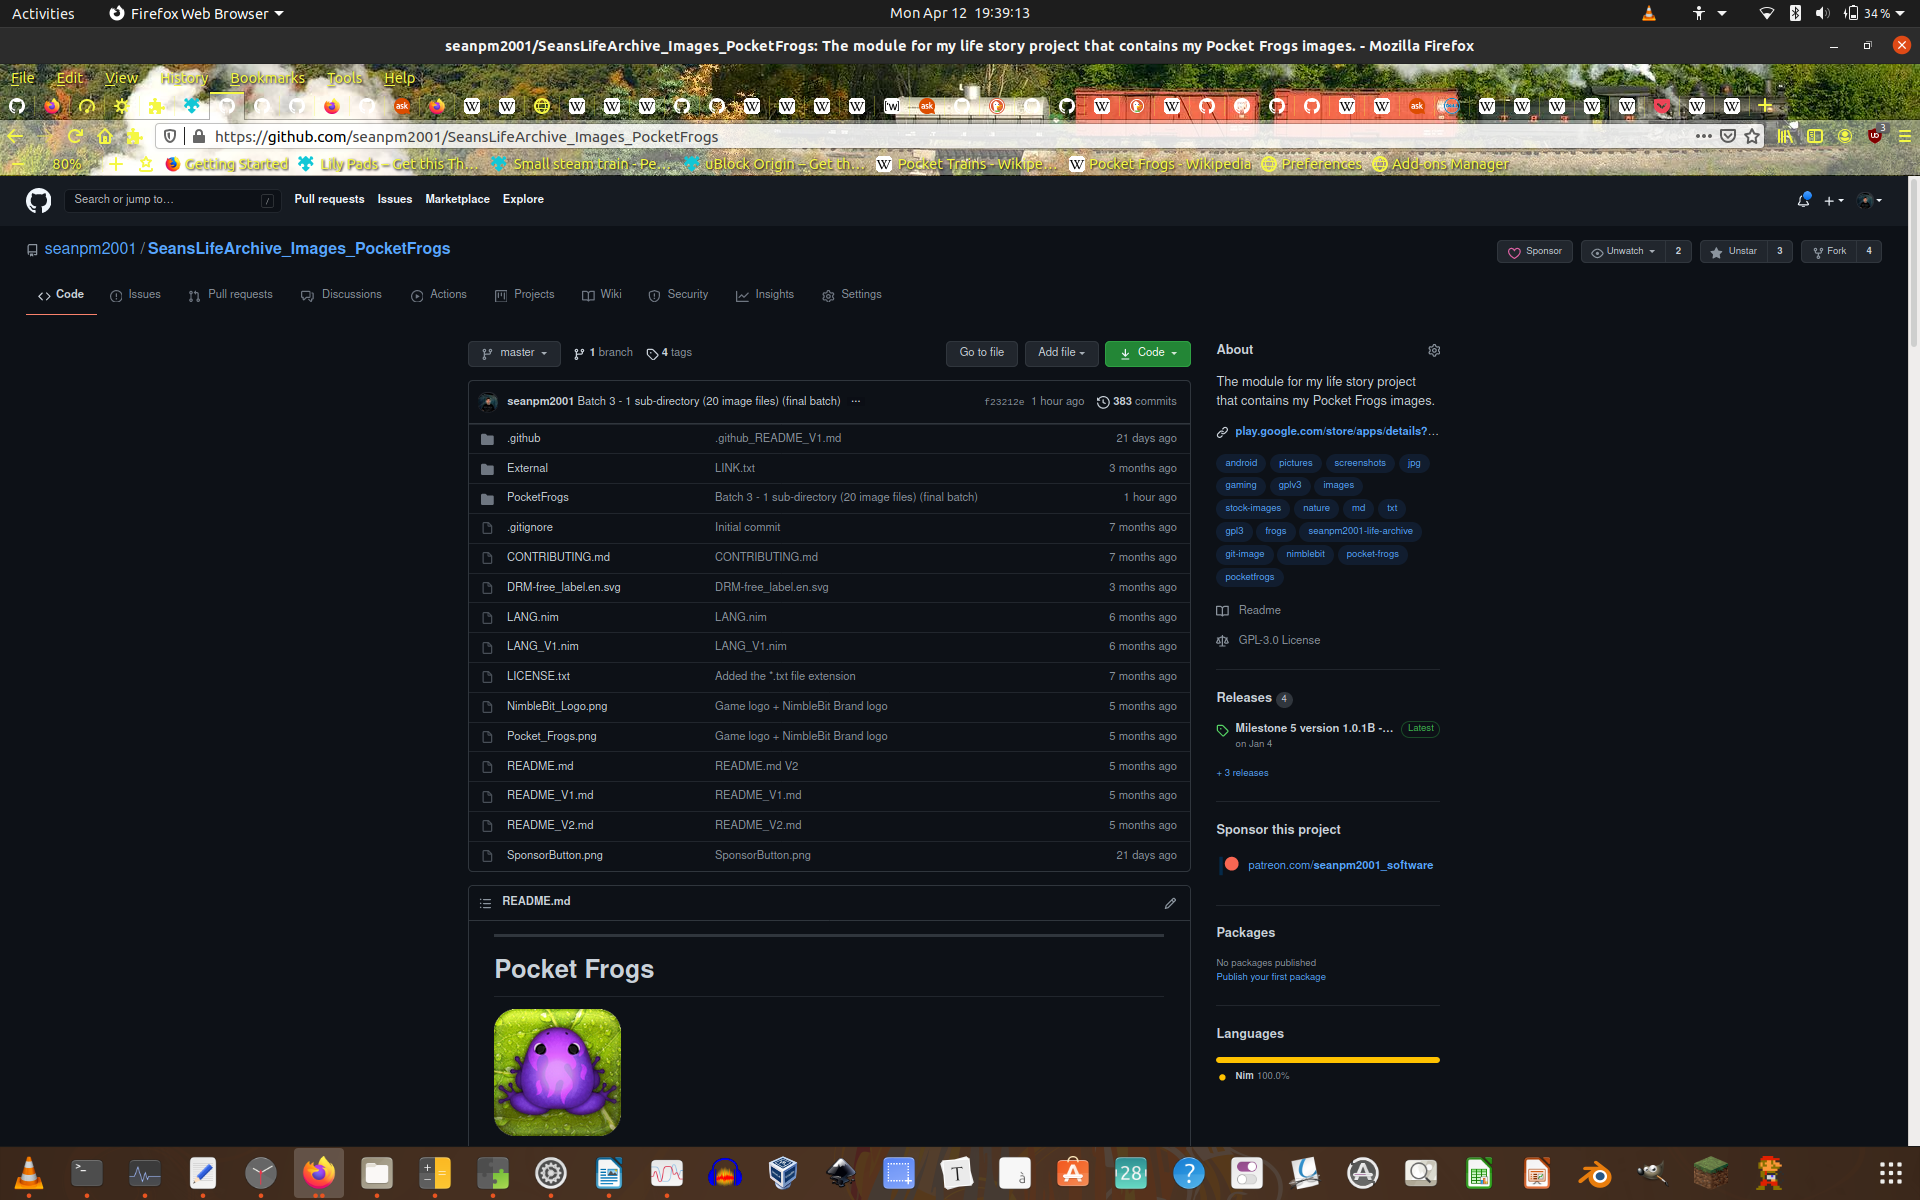 Activities Firefox Web Browser Mon Apr 12 19:39:13 34 %
seanpm2001/SeansLifeArchive_Images_PocketFrogs: The module for my life story project that contains my Pocket Frogs images. - Mozilla Firefox
File Edit View History Bookmarks Tools Help
https://github.com/seanpm2001/SeansLifeArchive_Images_PocketFrogs 3
80% Getting Started Lily Pads – Get this Th… Small steam train - Pe… uBlock Origin – Get th… Pocket Trains - Wikipe… Pocket Frogs - Wikipedia Preferences Add-ons Manager
Search or jump to… / Pull requests Issues Marketplace Explore
seanpm2001 / SeansLifeArchive_Images_PocketFrogs
Sponsor Unwatch 2 Unstar 3 Fork 4
Code Issues Pull requests Discussions Actions Projects Wiki Security Insights Settings
master 1 branch 4 tags Go to file Add file Code
seanpm2001 Batch 3 - 1 sub-directory (20 image files) (final batch) ··· f23212e 1 hour ago 383 commits
.github .github_README_V1.md 21 days ago
External LINK.txt 3 months ago
PocketFrogs Batch 3 - 1 sub-directory (20 image files) (final batch) 1 hour ago
.gitignore Initial commit 7 months ago
CONTRIBUTING.md CONTRIBUTING.md 7 months ago
DRM-free_label.en.svg DRM-free_label.en.svg 3 months ago
LANG.nim LANG.nim 6 months ago
LANG_V1.nim LANG_V1.nim 6 months ago
LICENSE.txt Added the *.txt file extension 7 months ago
NimbleBit_Logo.png Game logo + NimbleBit Brand logo 5 months ago
Pocket_Frogs.png Game logo + NimbleBit Brand logo 5 months ago
README.md README.md V2 5 months ago
README_V1.md README_V1.md 5 months ago
README_V2.md README_V2.md 5 months ago
SponsorButton.png SponsorButton.png 21 days ago
README.md
Pocket Frogs
About
The module for my life story project
that contains my Pocket Frogs images.
play.google.com/store/apps/details?…
android pictures screenshots jpg
gaming gplv3 images
stock-images nature md txt
gpl3 frogs seanpm2001-life-archive
git-image nimblebit pocket-frogs
pocketfrogs
Readme
GPL-3.0 License
Releases 4
Milestone 5 version 1.0.1B -… Latest
on Jan 4
+ 3 releases
Sponsor this project
patreon.com/seanpm2001_software
Packages
No packages published
Publish your first package
Languages
Nim 100.0%